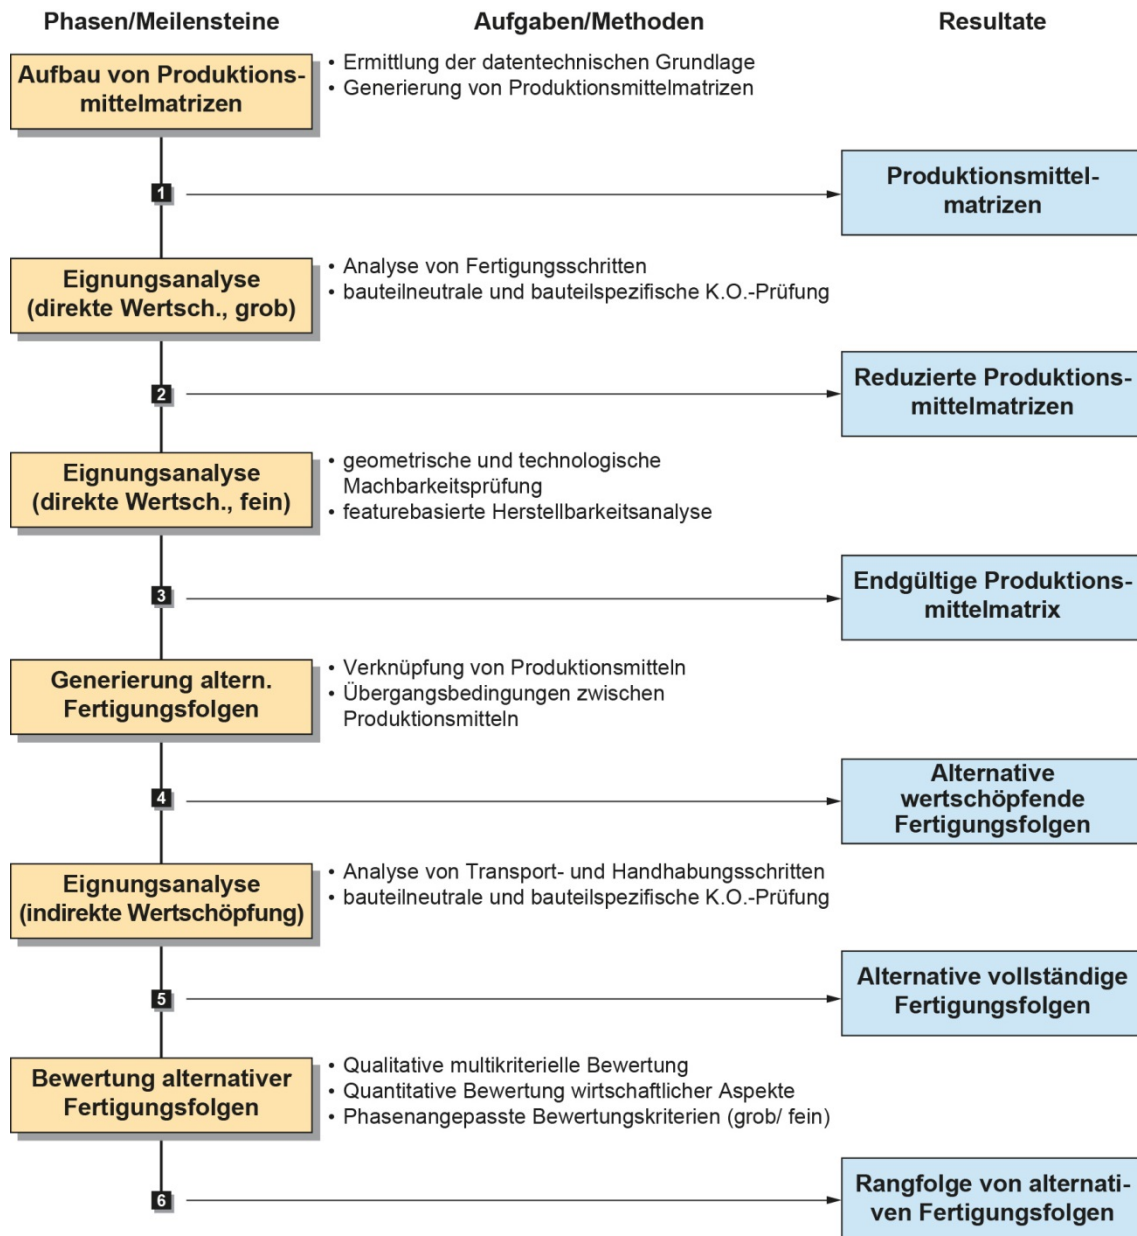 Phasen/Meilensteine
Aufgaben/Methoden
Resultate
Aufbau von Produktions-
mittelmatrizen
• Ermittlung der datentechnischen Grundlage
• Generierung von Produktionsmittelmatrizen
1
Produktionsmittel-
matrizen
Eignungsanalyse
(direkte Wertsch., grob)
• Analyse von Fertigungsschritten
• bauteilneutrale und bauteilspezifische K.O.-Prüfung
2
Reduzierte Produktions-
mittelmatrizen
Eignungsanalyse
(direkte Wertsch., fein)
• geometrische und technologische
Machbarkeitsprüfung
• featurebasierte Herstellbarkeitsanalyse
3
Endgültige Produktions-
mittelmatrix
Generierung altern.
Fertigungsfolgen
• Verknüpfung von Produktionsmitteln
• Übergangsbedingungen zwischen
Produktionsmitteln
4
Alternative
wertschöpfende
Fertigungsfolgen
Eignungsanalyse
(indirekte Wertschöpfung)
• Analyse von Transport- und Handhabungsschritten
• bauteilneutrale und bauteilspezifische K.O.-Prüfung
5
Alternative vollständige
Fertigungsfolgen
Bewertung alternativer
Fertigungsfolgen
• Qualitative multikriterielle Bewertung
• Quantitative Bewertung wirtschaftlicher Aspekte
• Phasenangepasste Bewertungskriterien (grob/ fein)
6
Rangfolge von alternati-
ven Fertigungsfolgen